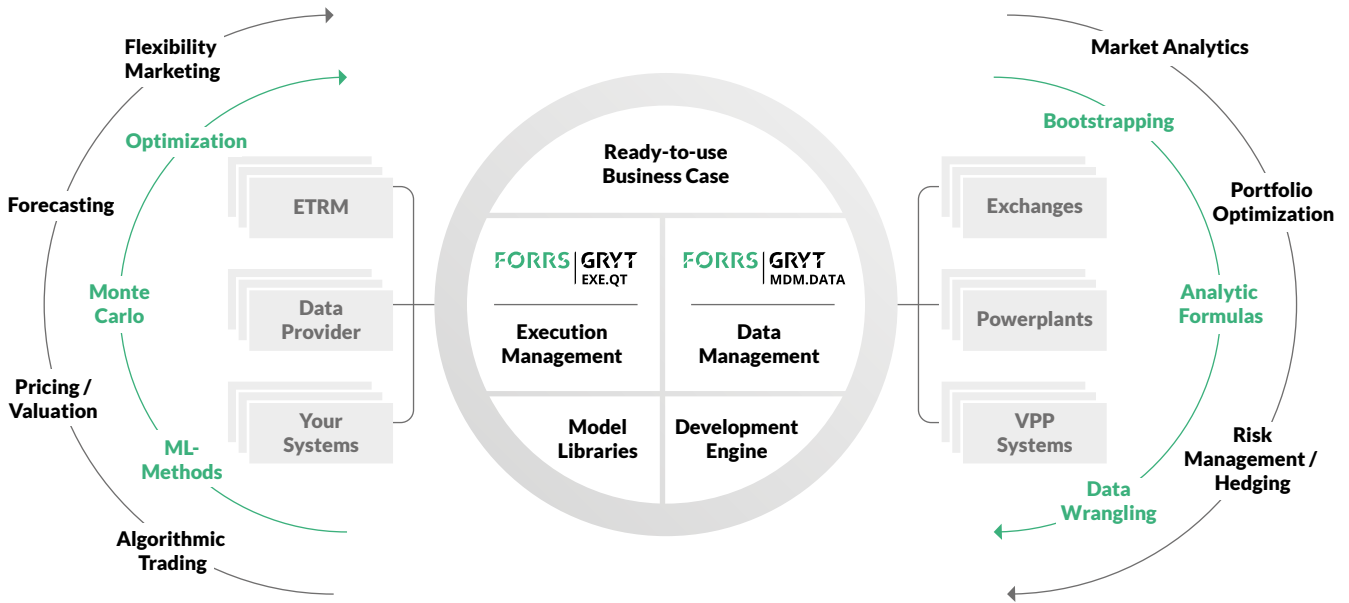 Flexibility
Marketing
Optimization
Forecasting
Monte
Carlo
Pricing /
Valuation
ML-
Methods
Algorithmic
Trading
ETRM
Data
Provider
Your
Systems
Ready-to-use
Business Case
FORRS GRYT
EXE.QT
Execution
Management
FORRS GRYT
MDM.DATA
Data
Management
Model
Libraries
Development
Engine
Exchanges
Powerplants
VPP
Systems
Market Analytics
Bootstrapping
Portfolio
Optimization
Analytic
Formulas
Risk
Management /
Hedging
Data
Wrangling